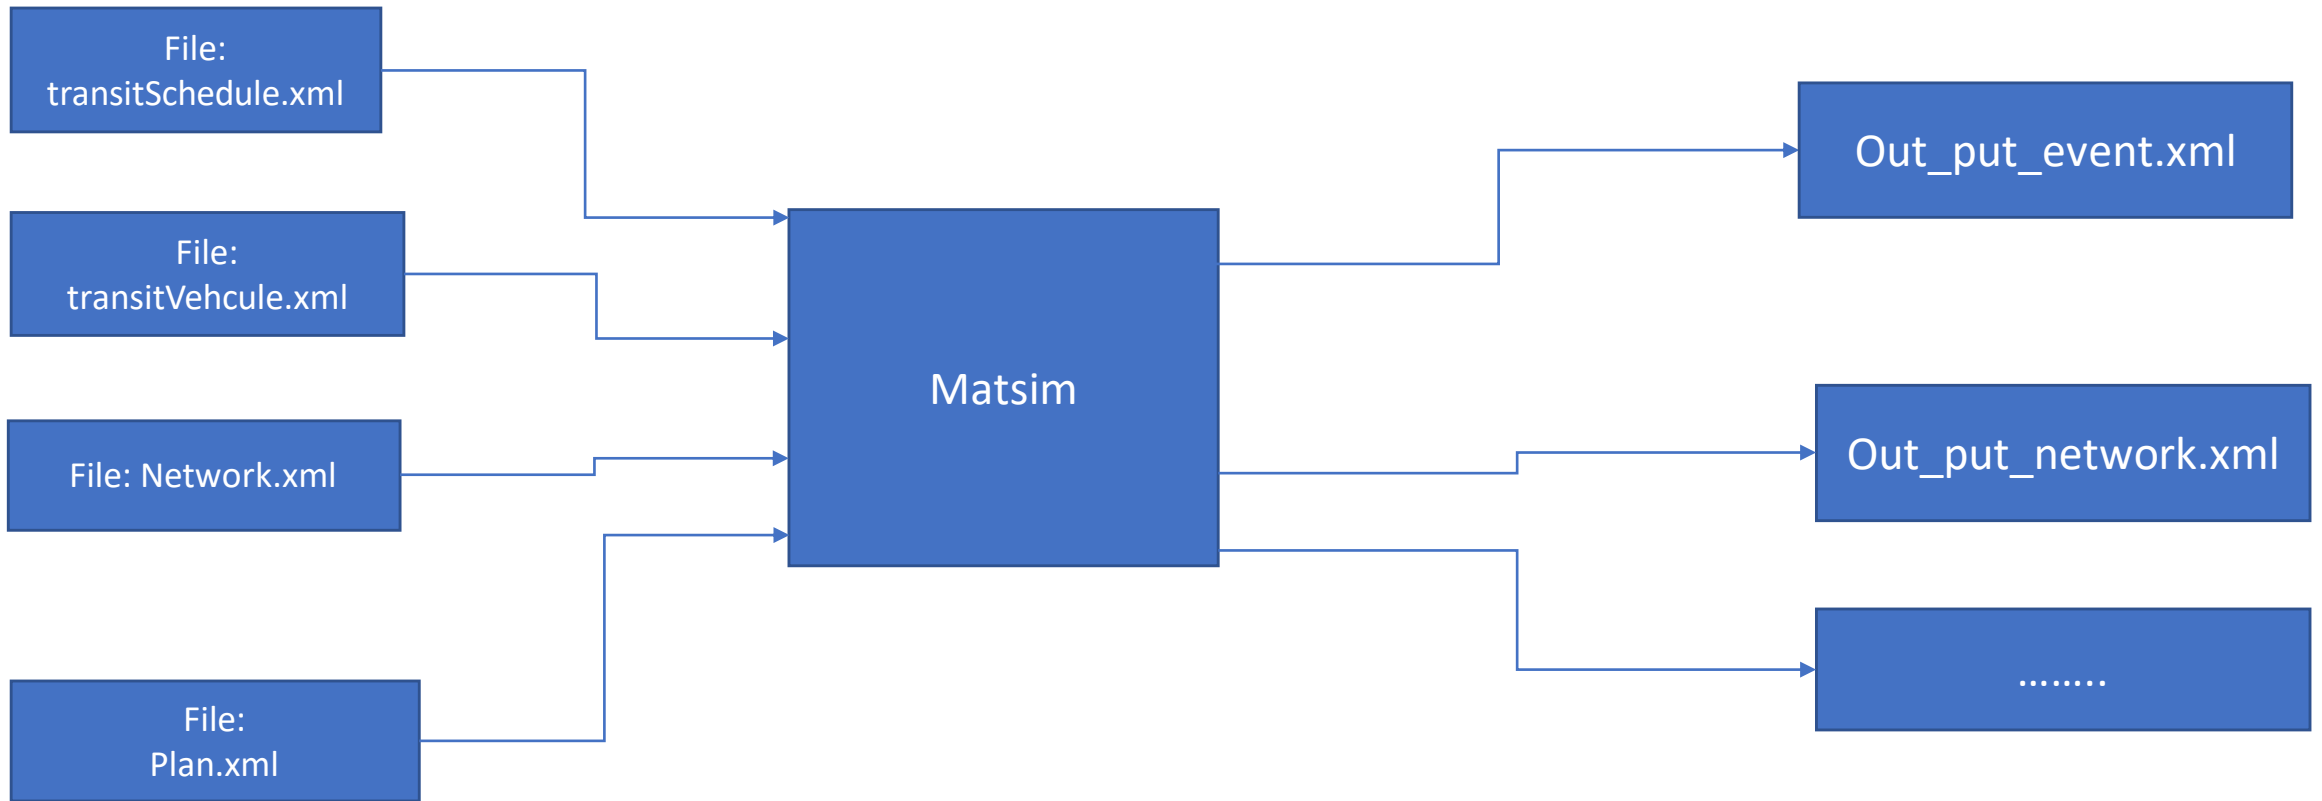 File:
transitSchedule.xml
File:
transitVehcule.xml
File: Network.xml
File:
Plan.xml
Matsim
Out_put_event.xml
Out_put_network.xml
........